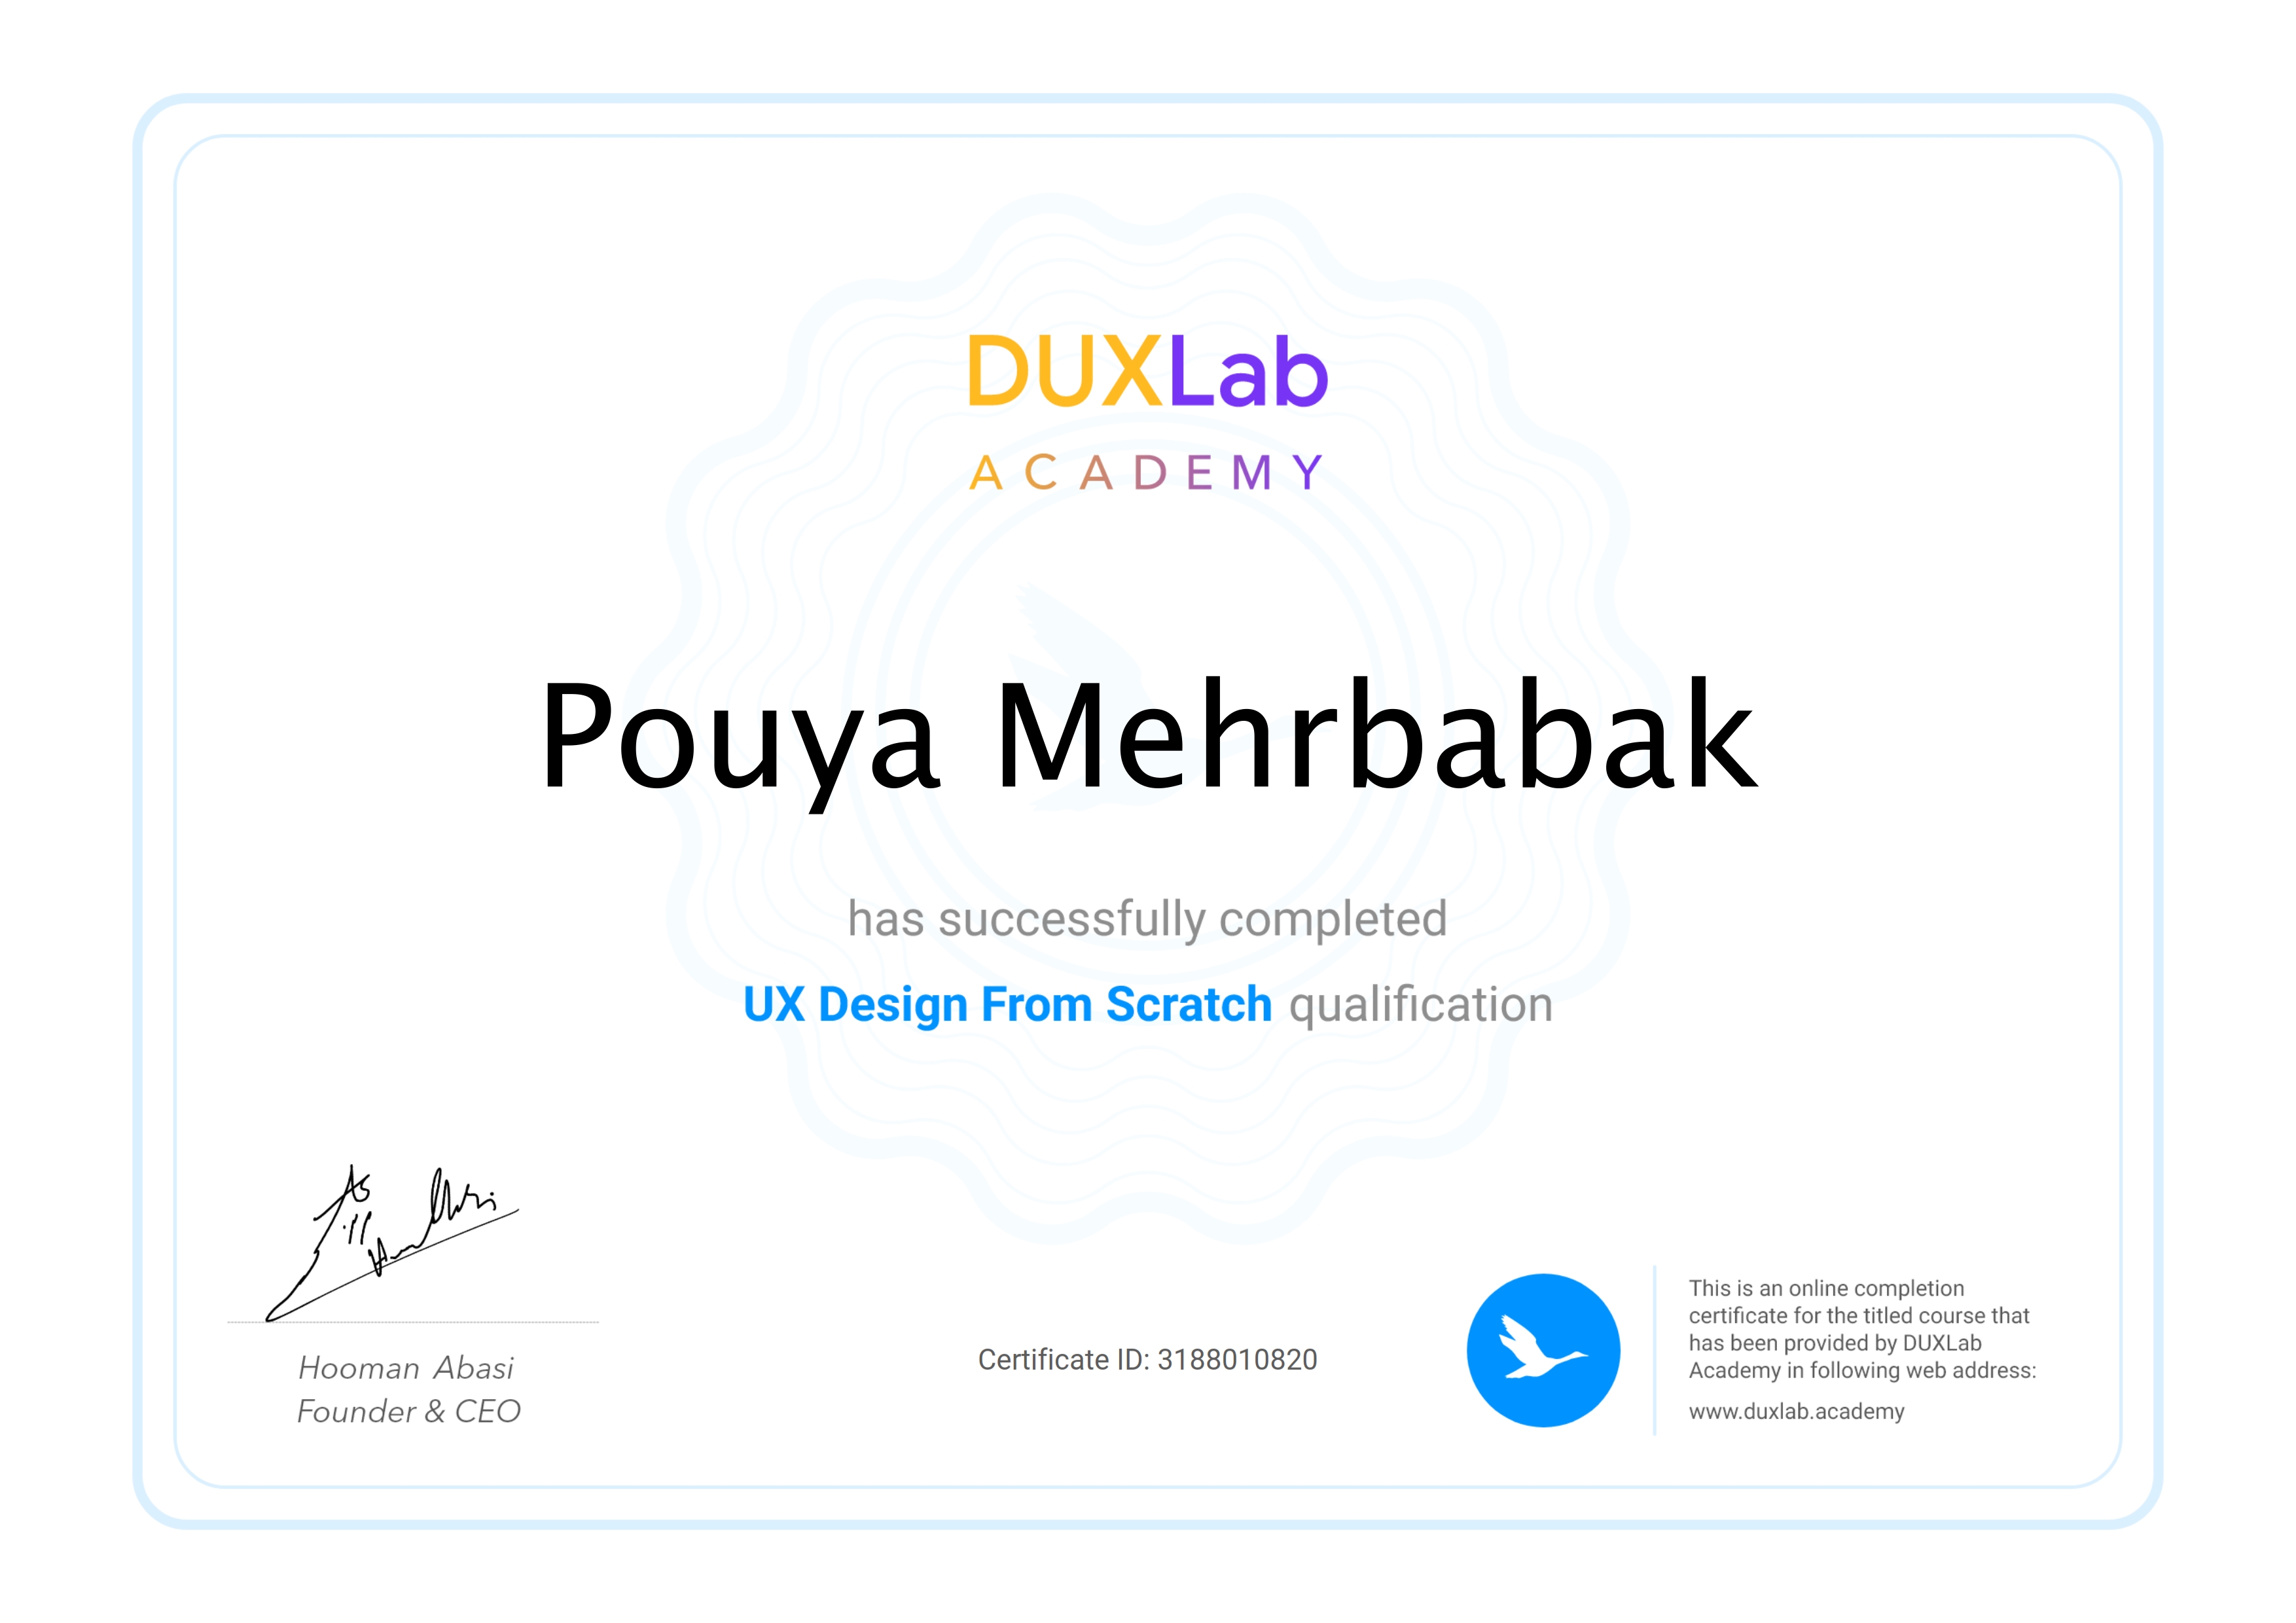 DUXLab
ACADEMY
Pouya Mehrbabak
has successfully completed
UX Design From Scratch qualification
Hooman Abasi
Founder & CEO
Certificate ID: 3188010820
This is an online completion
certificate for the titled course that
has been provided by DUXLab
Academy in following web address:
www.duxlab.academy